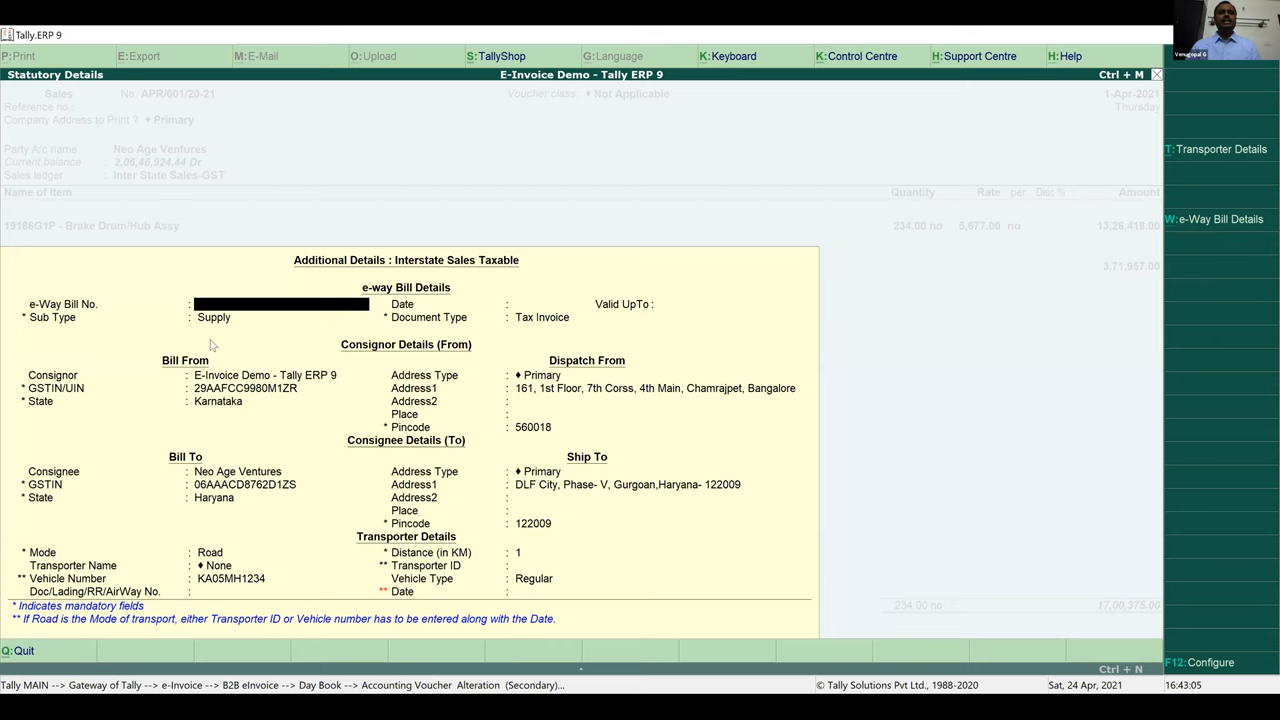 Tally.ERP 9
P:Print E:Export M:E-Mail O:Upload S:TallyShop G:Language K:Keyboard K:Control Centre H:Support Centre H:Help
Venugopal G
Statutory Details E-Invoice Demo - Tally ERP 9 Ctrl + M
Sales No. APR/001/20-21 Voucher class: ♦ Not Applicable 1-Apr-2021
Reference no.: Thursday
Company Address to Print ? ♦ Primary
Party A/c name : Neo Age Ventures
Current balance : 2,06,46,924.44 Dr
Sales ledger : Inter State Sales-GST
Name of Item Quantity Rate per Disc % Amount
19186G1P - Brake Drum/Hub Assy 234.00 no 5,677.00 no 13,28,418.00
3,71,957.00
Additional Details : Interstate Sales Taxable
e-way Bill Details
e-Way Bill No. : Date : Valid UpTo :
* Sub Type : Supply * Document Type : Tax Invoice
Consignor Details (From)
Bill From Dispatch From
Consignor : E-Invoice Demo - Tally ERP 9 Address Type : ♦ Primary
* GSTIN/UIN : 29AAFCC9980M1ZR Address1 : 161, 1st Floor, 7th Corss, 4th Main, Chamrajpet, Bangalore
* State : Karnataka Address2 :
Place :
* Pincode : 560018
Consignee Details (To)
Bill To Ship To
Consignee : Neo Age Ventures Address Type : ♦ Primary
* GSTIN : 06AAACD8762D1ZS Address1 : DLF City, Phase- V, Gurgoan,Haryana- 122009
* State : Haryana Address2 :
Place :
* Pincode : 122009
Transporter Details
* Mode : Road * Distance (in KM) : 1
Transporter Name : ♦ None ** Transporter ID :
** Vehicle Number : KA05MH1234 Vehicle Type : Regular
Doc/Lading/RR/AirWay No. : ** Date :
* Indicates mandatory fields
** If Road is the Mode of transport, either Transporter ID or Vehicle number has to be entered along with the Date.
234.00 no 17,00,375.00
T:Transporter Details
W:e-Way Bill Details
F12:Configure
Q:Quit
Ctrl + N
Tally MAIN --> Gateway of Tally --> e-Invoice --> B2B eInvoice --> Day Book --> Accounting Voucher Alteration (Secondary)... © Tally Solutions Pvt Ltd., 1988-2020 Sat, 24 Apr, 2021 16:43:05